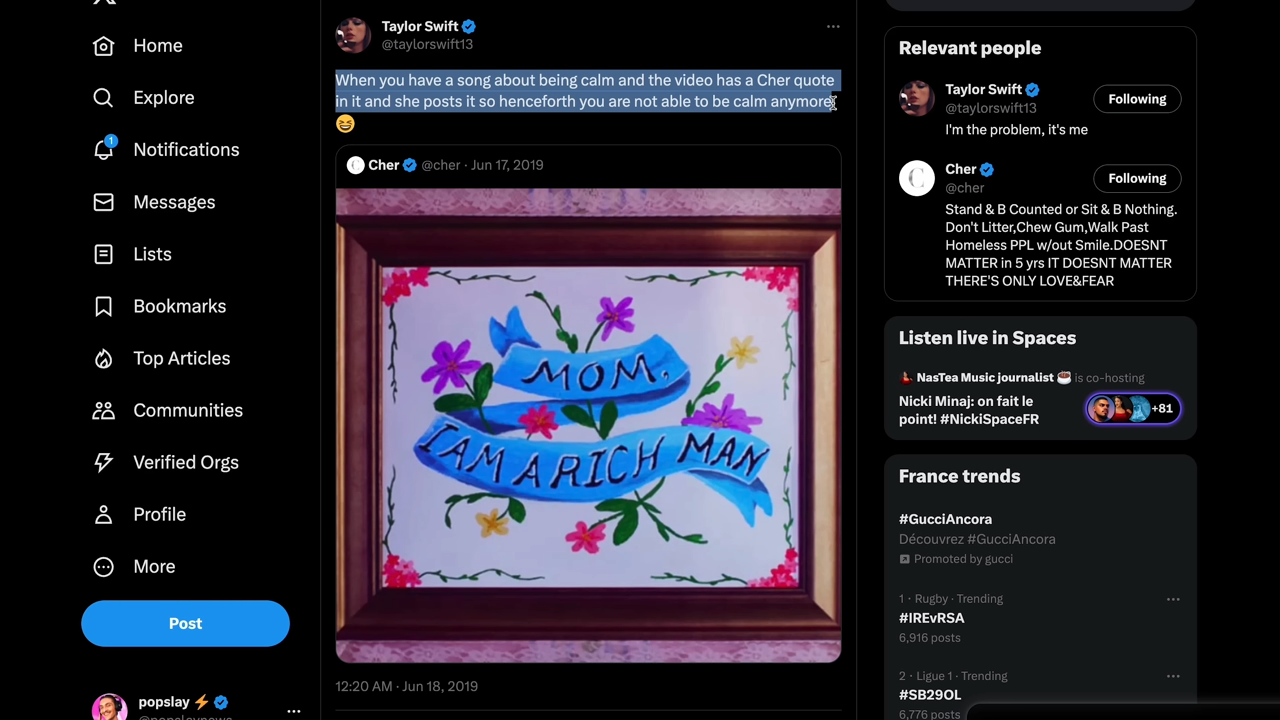 Home
Explore
1
Notifications
Messages
Lists
Bookmarks
Top Articles
Communities
Verified Orgs
Profile
More
Post
popslay⚡
Taylor Swift
@taylorswift13
When you have a song about being calm and the video has a Cher quote
in it and she posts it so henceforth you are not able to be calm anymore
😆
Cher @cher · Jun 17, 2019
MOM,
I AM A RICH MAN
12:20 AM · Jun 18, 2019
Relevant people
Taylor Swift
@taylorswift13
Following
I'm the problem, it's me
Cher
@cher
Following
Stand & B Counted or Sit & B Nothing.
Don't Litter,Chew Gum,Walk Past
Homeless PPL w/out Smile.DOESNT
MATTER in 5 yrs IT DOESNT MATTER
THERE'S ONLY LOVE&FEAR
Listen live in Spaces
NasTea Music journalist ☕ is co-hosting
Nicki Minaj: on fait le
point! #NickiSpaceFR
+81
France trends
#GucciAncora
Découvrez #GucciAncora
Promoted by gucci
1 · Rugby · Trending
#IREvRSA
6,916 posts
2 · Ligue 1 · Trending
#SB29OL
6,776 posts